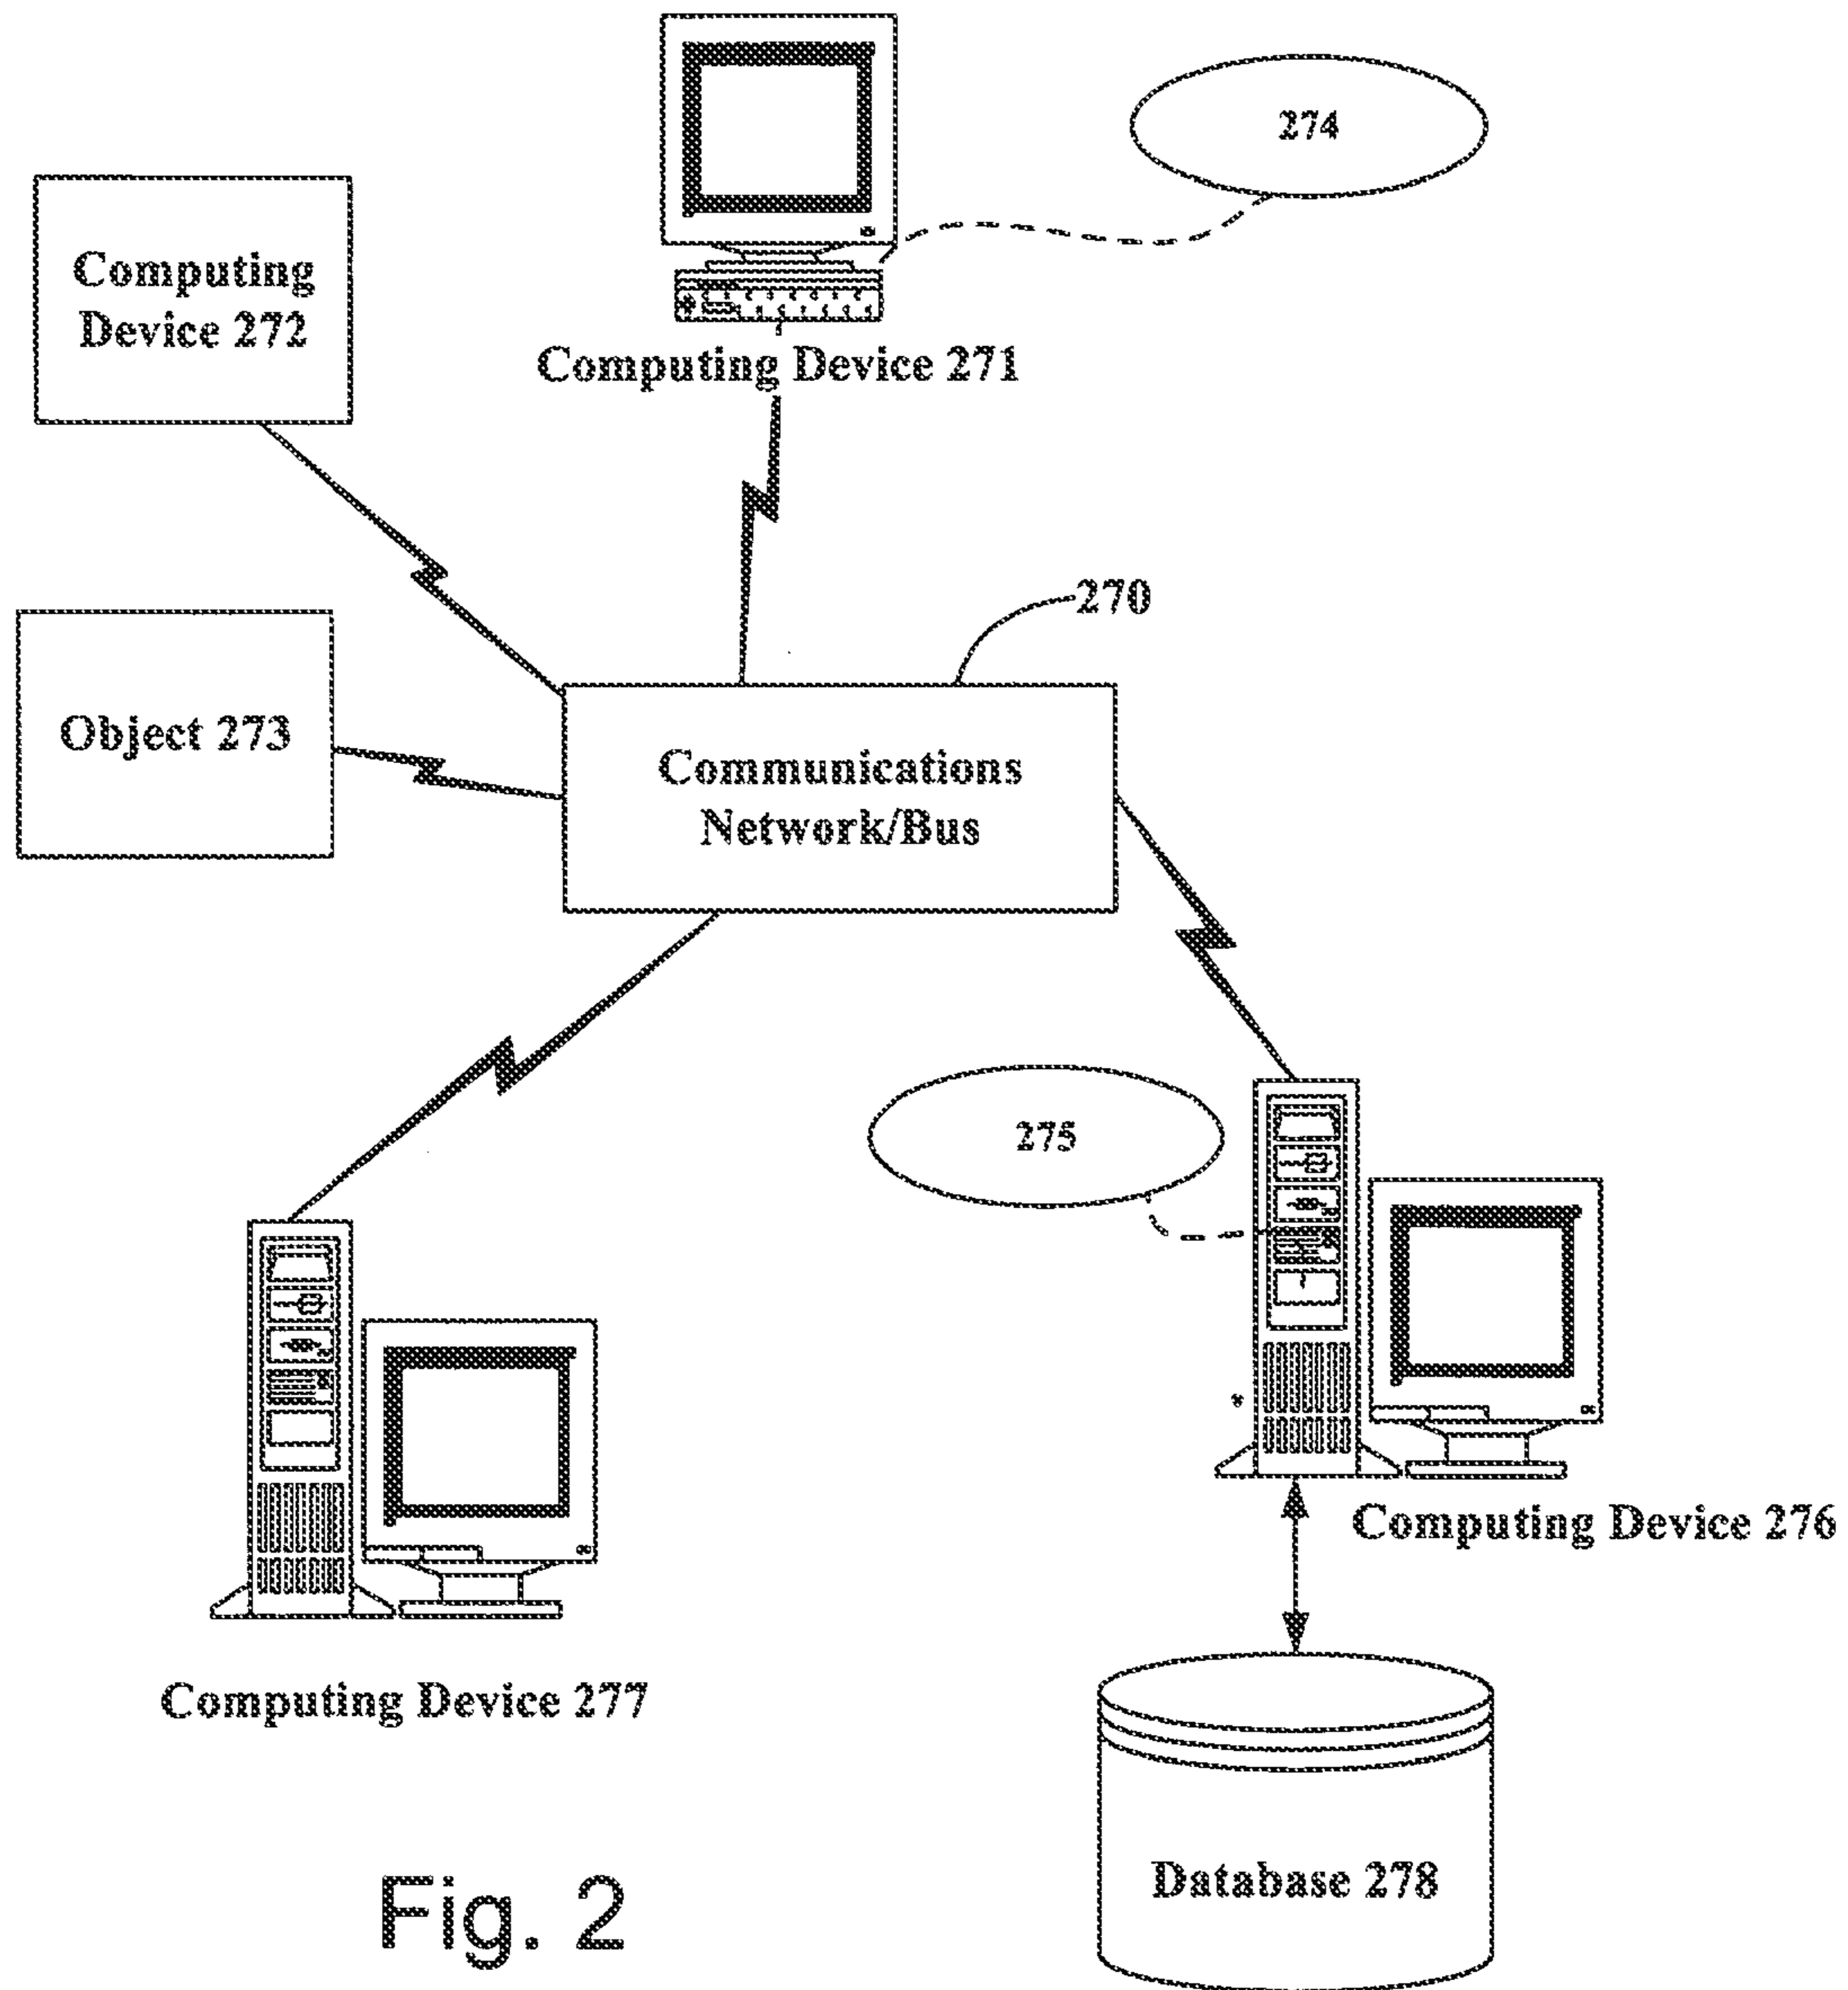 274
Computing
Device 272
Computing Device 271
270
Object 273
Communications
Network/Bus
275
Computing Device 276
Computing Device 277
Database 278
Fig. 2